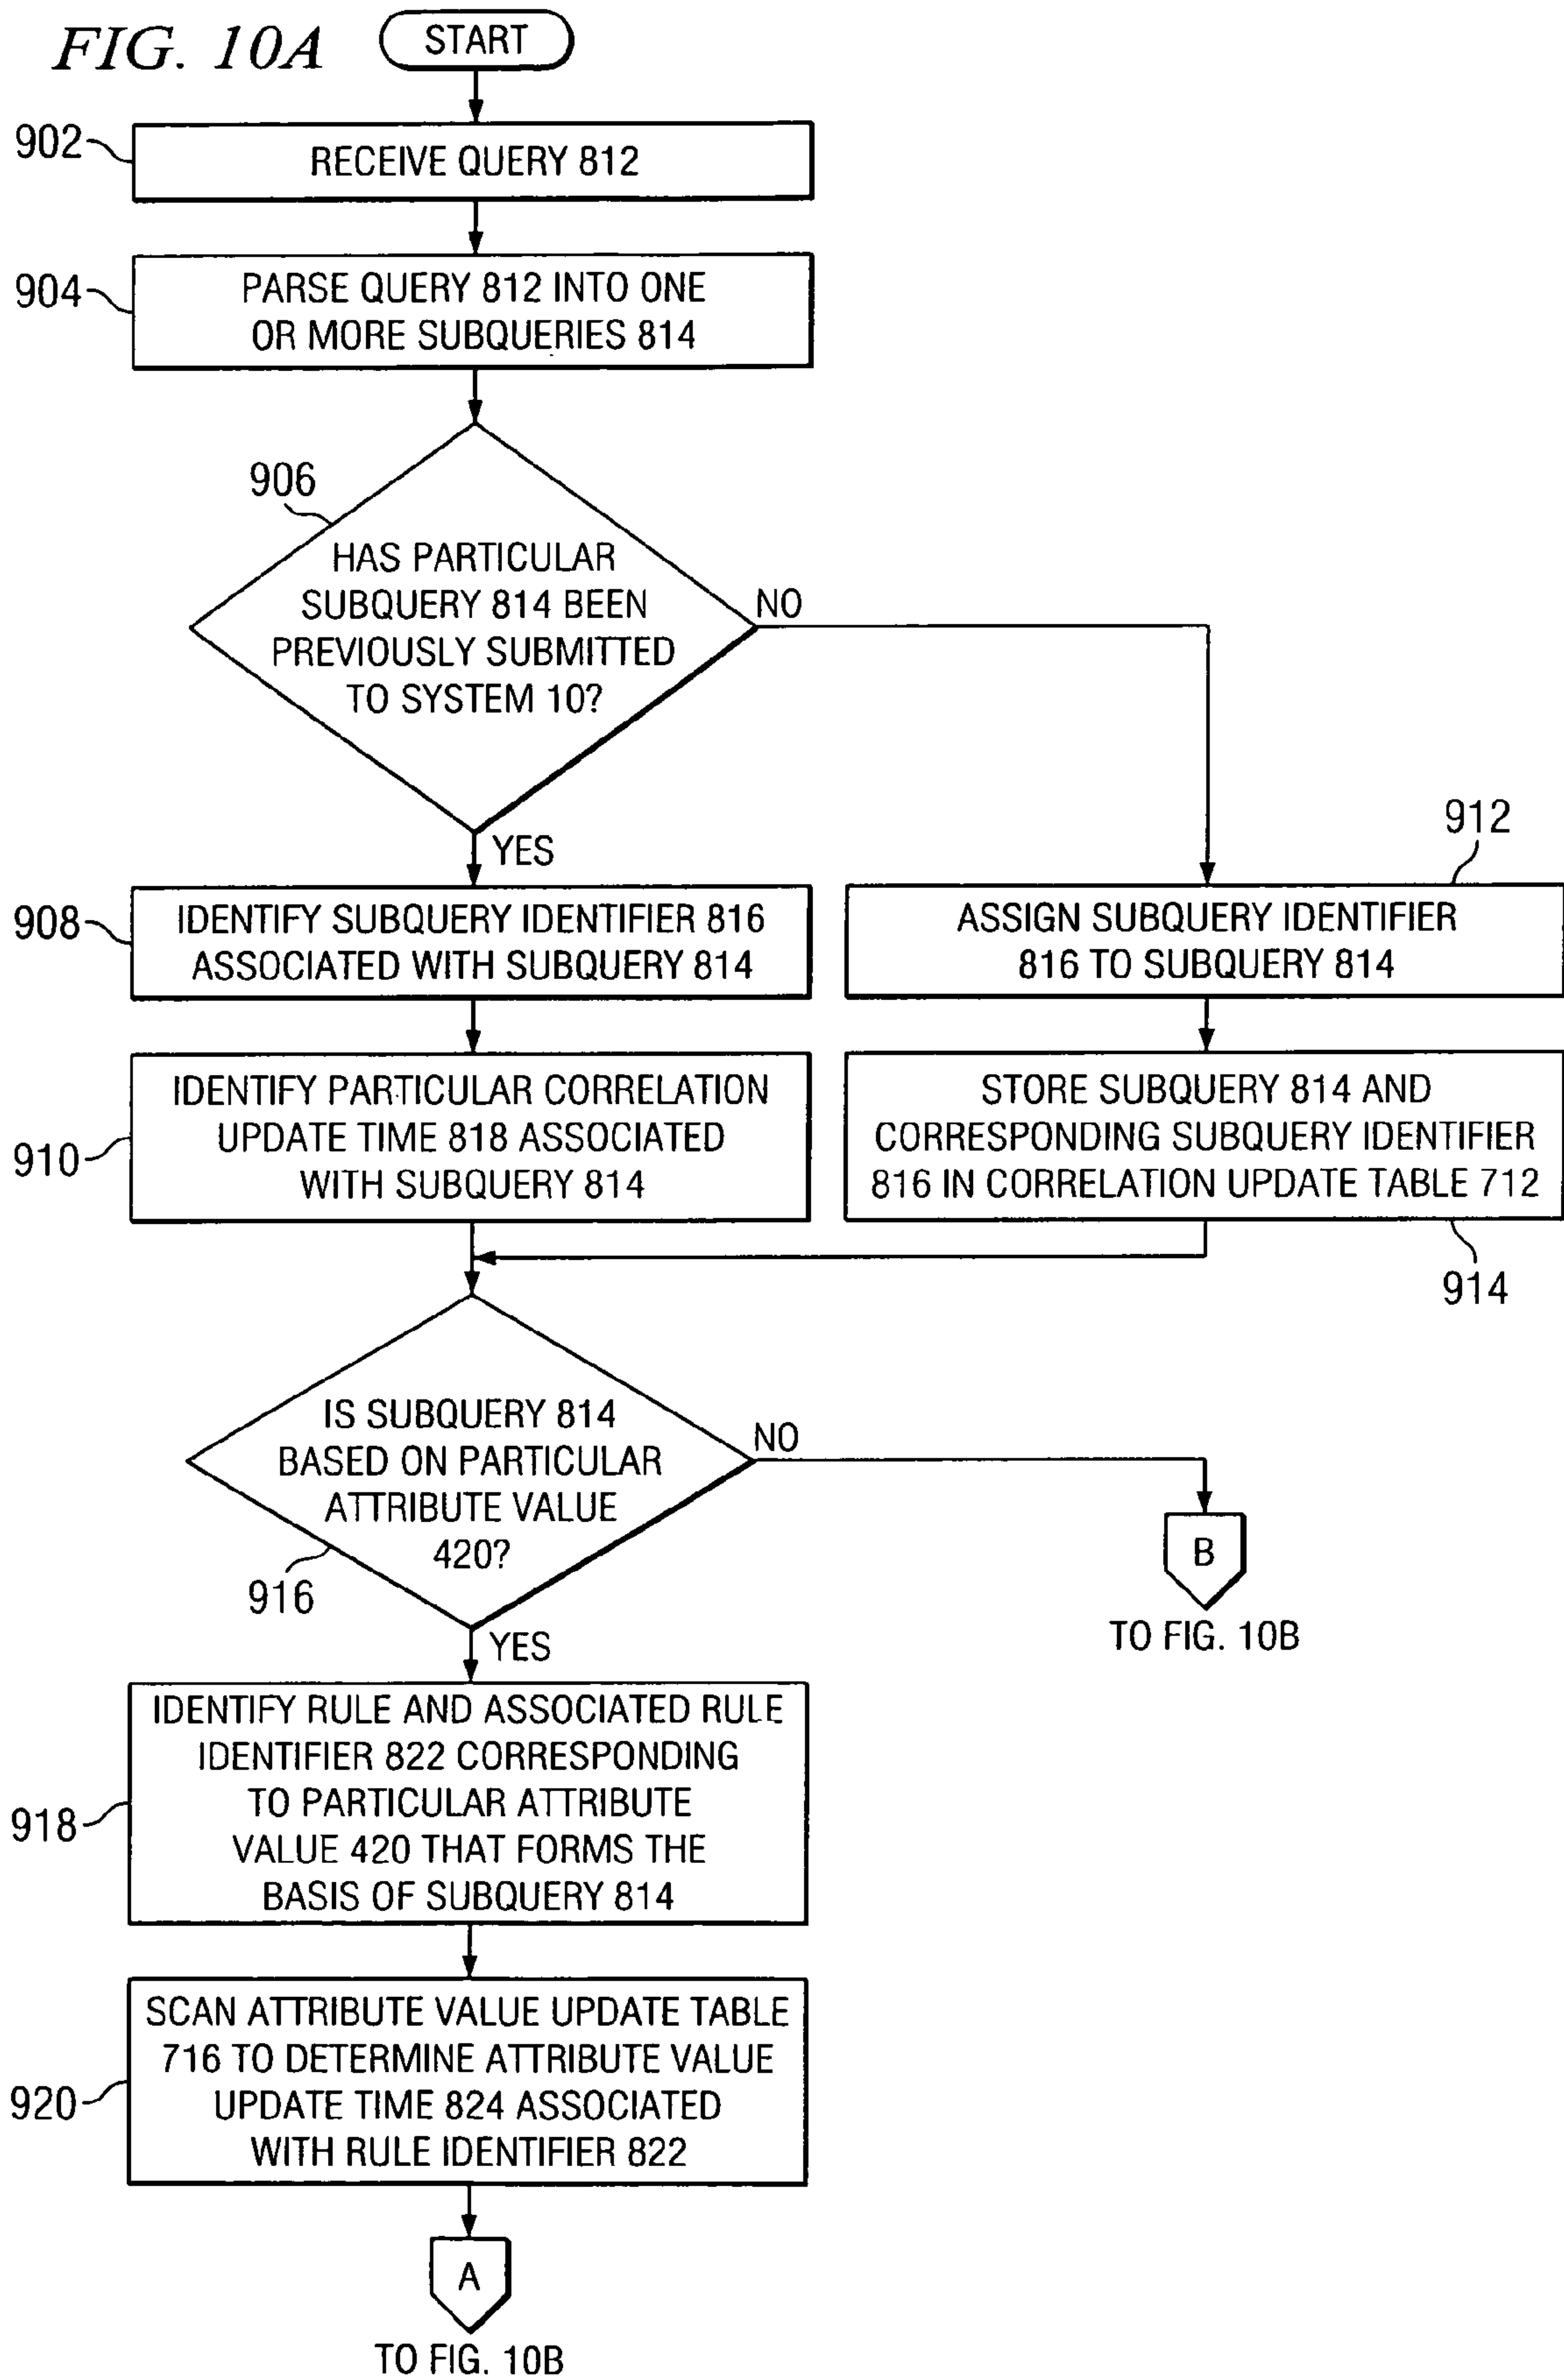 FIG. 10A
START
902
RECEIVE QUERY 812
904
PARSE QUERY 812 INTO ONE
OR MORE SUBQUERIES 814
906
HAS PARTICULAR
SUBQUERY 814 BEEN
PREVIOUSLY SUBMITTED
TO SYSTEM 10?
NO
YES
912
908
IDENTIFY SUBQUERY IDENTIFIER 816
ASSOCIATED WITH SUBQUERY 814
ASSIGN SUBQUERY IDENTIFIER
816 TO SUBQUERY 814
910
IDENTIFY PARTICULAR CORRELATION
UPDATE TIME 818 ASSOCIATED
WITH SUBQUERY 814
STORE SUBQUERY 814 AND
CORRESPONDING SUBQUERY IDENTIFIER
816 IN CORRELATION UPDATE TABLE 712
914
IS SUBQUERY 814
BASED ON PARTICULAR
ATTRIBUTE VALUE
420?
NO
916
B
TO FIG. 10B
YES
918
IDENTIFY RULE AND ASSOCIATED RULE
IDENTIFIER 822 CORRESPONDING
TO PARTICULAR ATTRIBUTE
VALUE 420 THAT FORMS THE
BASIS OF SUBQUERY 814
920
SCAN ATTRIBUTE VALUE UPDATE TABLE
716 TO DETERMINE ATTRIBUTE VALUE
UPDATE TIME 824 ASSOCIATED
WITH RULE IDENTIFIER 822
A
TO FIG. 10B